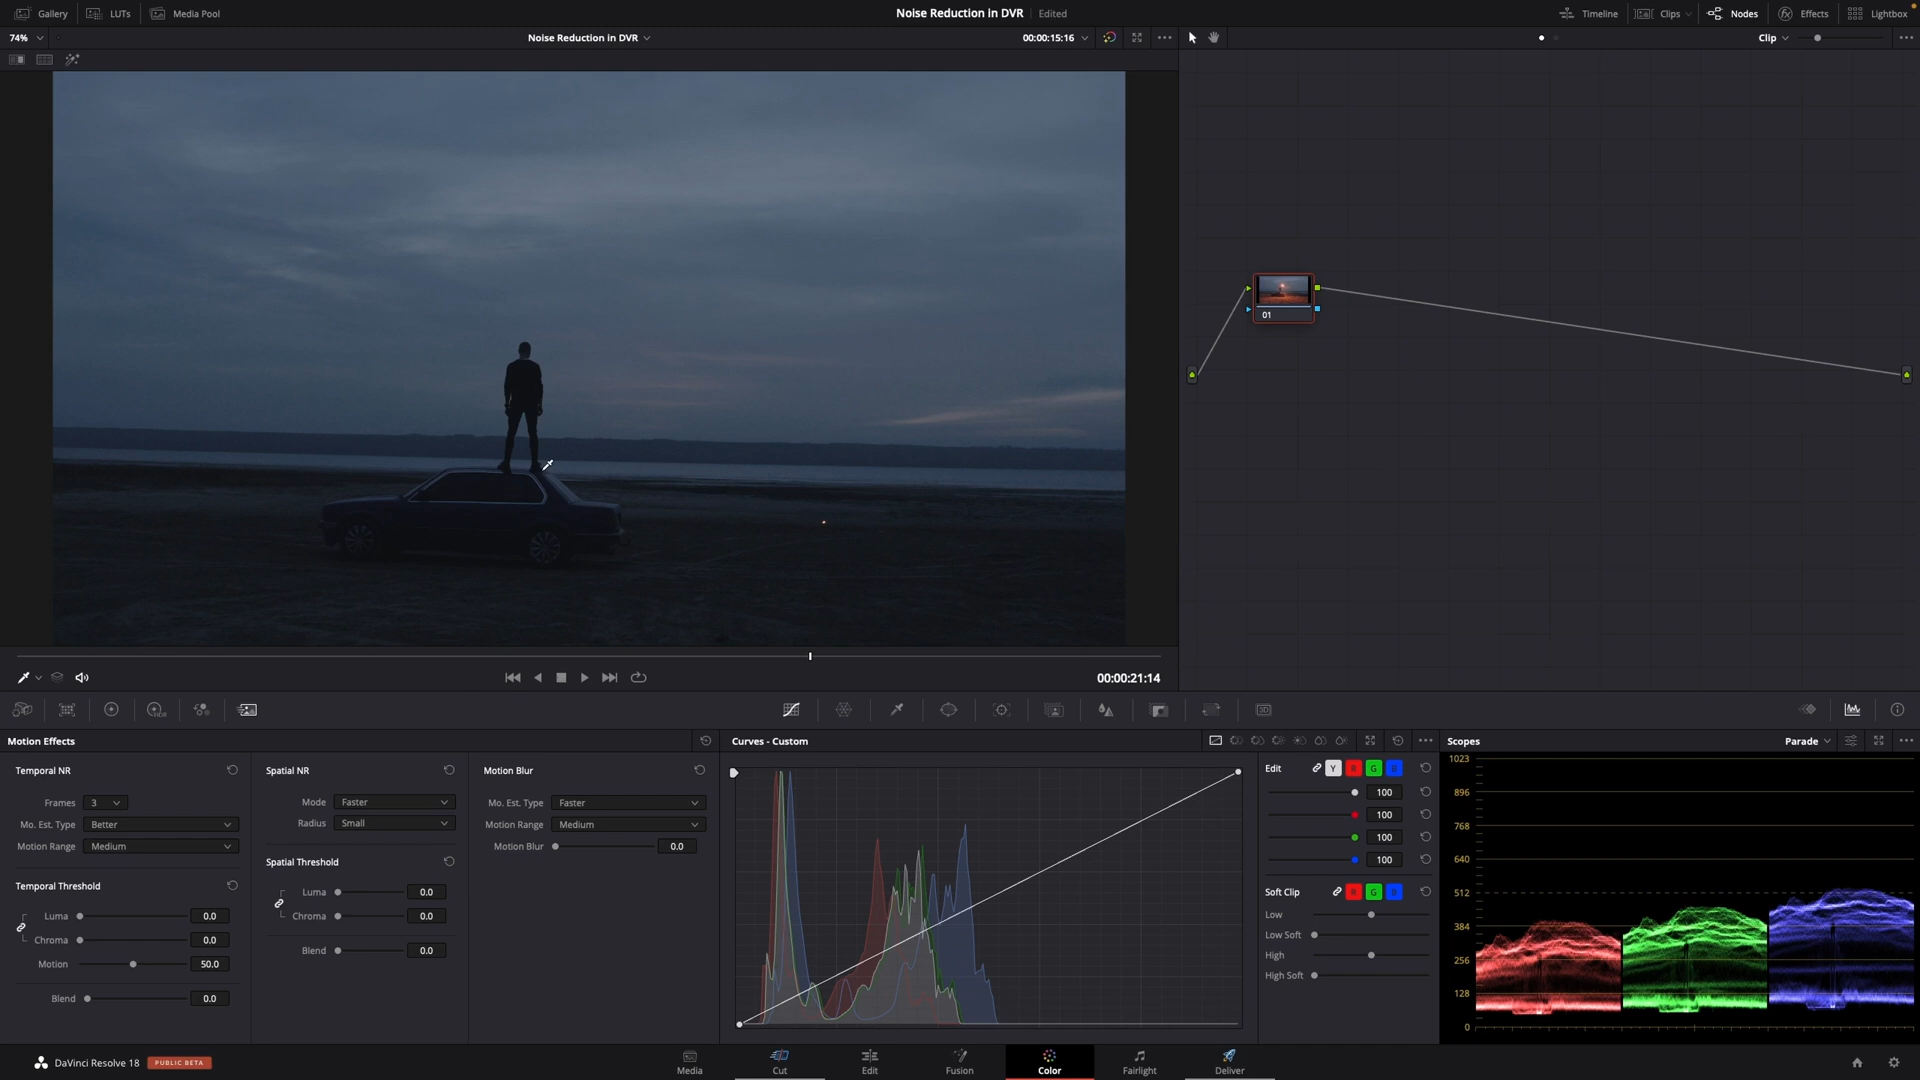 Gallery LUTs Media Pool Noise Reduction in DVR Edited Timeline Clips Nodes Effects Lightbox
74% Noise Reduction in DVR 00:00:15:16 Clip
01
00:00:21:14
Motion Effects
Temporal NR
Frames 3
Mo. Est. Type Better
Motion Range Medium
Temporal Threshold
Luma 0.0
Chroma 0.0
Motion 50.0
Blend 0.0
Spatial NR
Mode Faster
Radius Small
Spatial Threshold
Luma 0.0
Chroma 0.0
Blend 0.0
Motion Blur
Mo. Est. Type Faster
Motion Range Medium
Motion Blur 0.0
Curves - Custom
Edit Y R G B
100
100
100
100
Soft Clip R G B
Low
Low Soft
High
High Soft
Scopes Parade
1023
896
768
640
512
384
256
128
0
DaVinci Resolve 18 PUBLIC BETA
Media Cut Edit Fusion Color Fairlight Deliver
HDR
3D